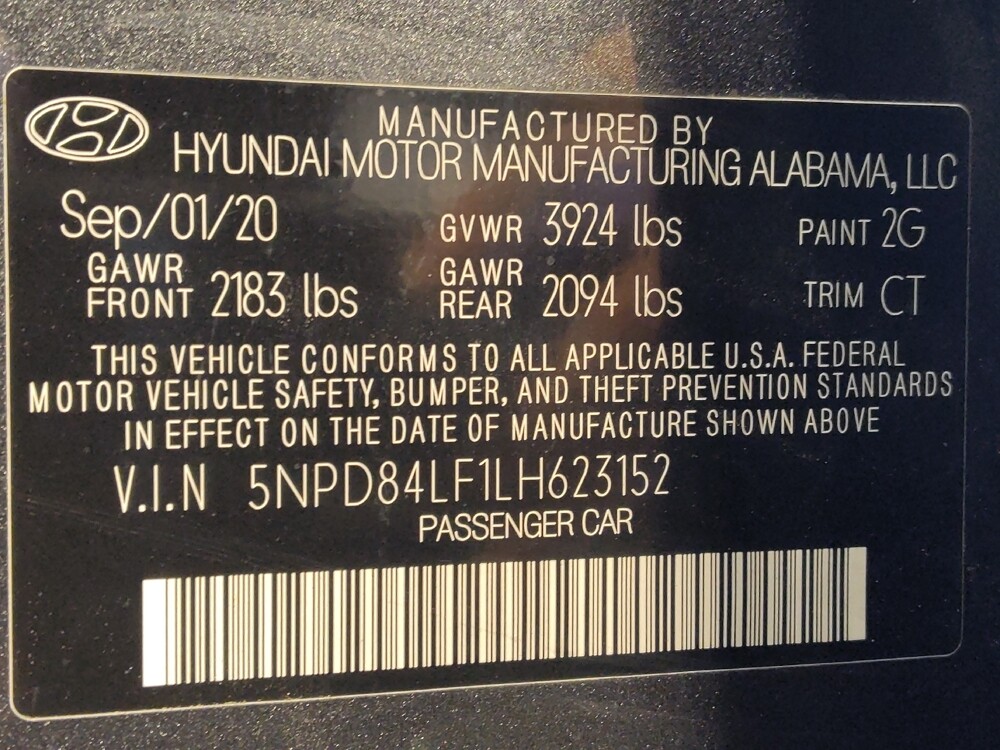 MANUFACTURED BY
HYUNDAI MOTOR MANUFACTURING ALABAMA, LLC
Sep/01/20 GVWR 3924 lbs PAINT 2G
GAWR FRONT 2183 lbs GAWR REAR 2094 lbs TRIM CT
THIS VEHICLE CONFORMS TO ALL APPLICABLE U.S.A. FEDERAL
MOTOR VEHICLE SAFETY, BUMPER, AND THEFT PREVENTION STANDARDS
IN EFFECT ON THE DATE OF MANUFACTURE SHOWN ABOVE
V.I.N 5NPD84LF1LH623152
PASSENGER CAR